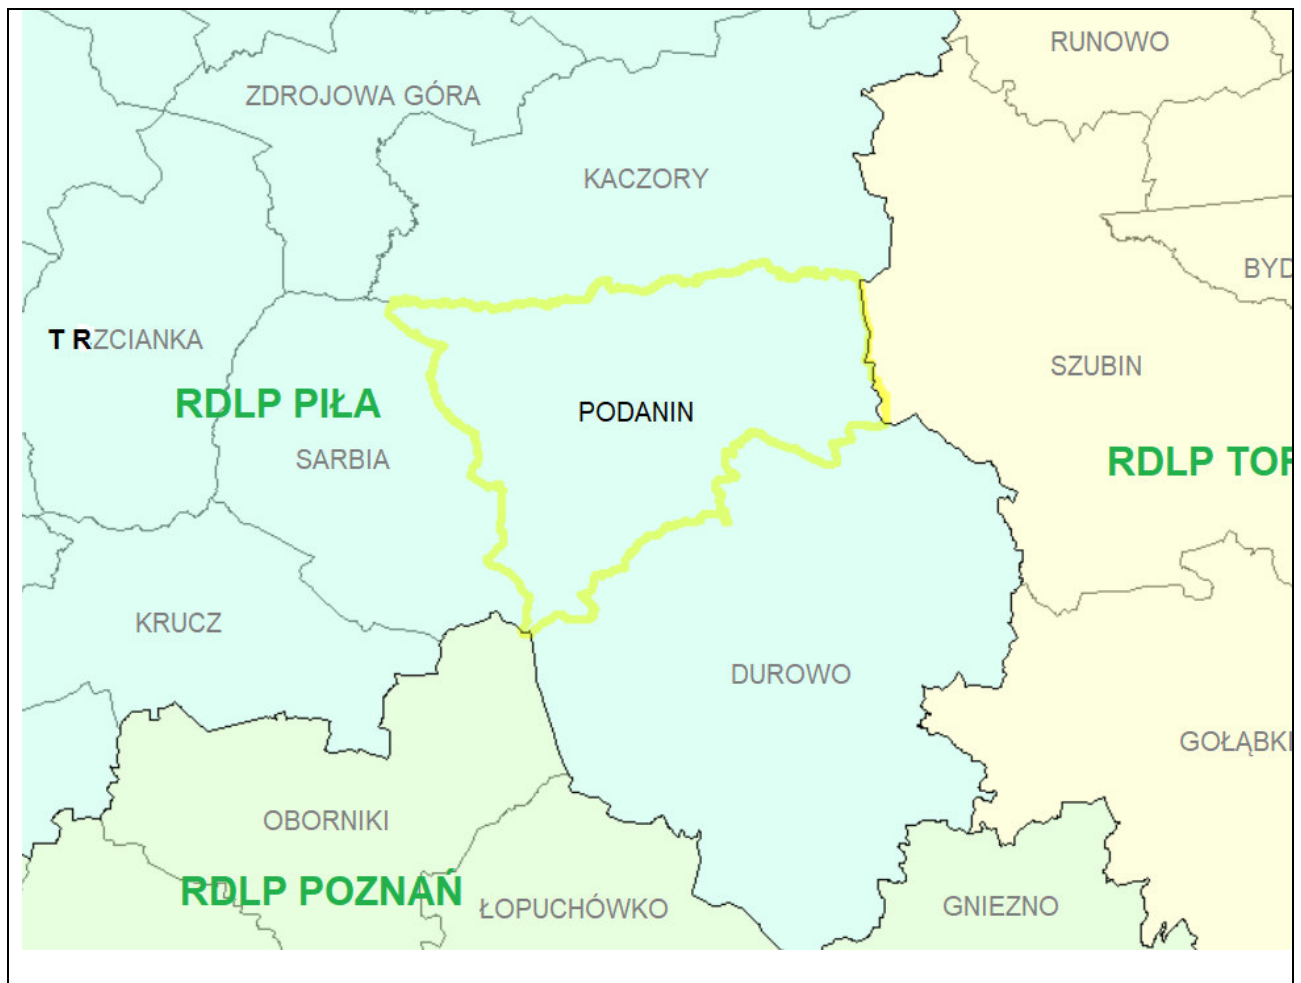 RUNOWO
ZDROJOWA GÓRA
KACZORY
BYD
T RZCIANKA
SZUBIN
RDLP PIŁA
PODANIN
SARBIA
RDLP TOR
KRUCZ
DUROWO
GOŁĄBKI
OBORNIKI
RDLP POZNAŃ
ŁOPUCHÓWKO
GNIEZNO